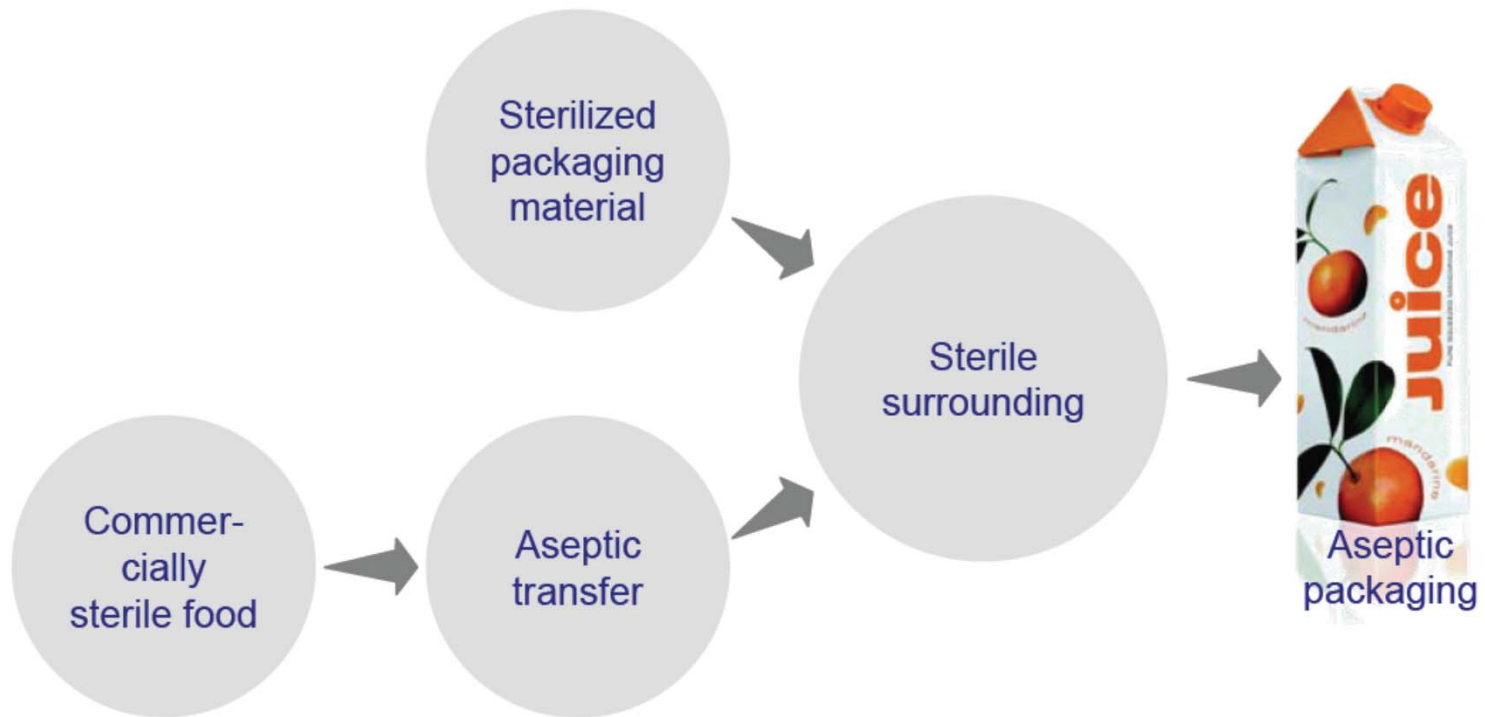 Sterilized
packaging
material
Sterile
surrounding
Commer-
cially
sterile food
Aseptic
transfer
juice
mandarine
mandarine
Aseptic
packaging